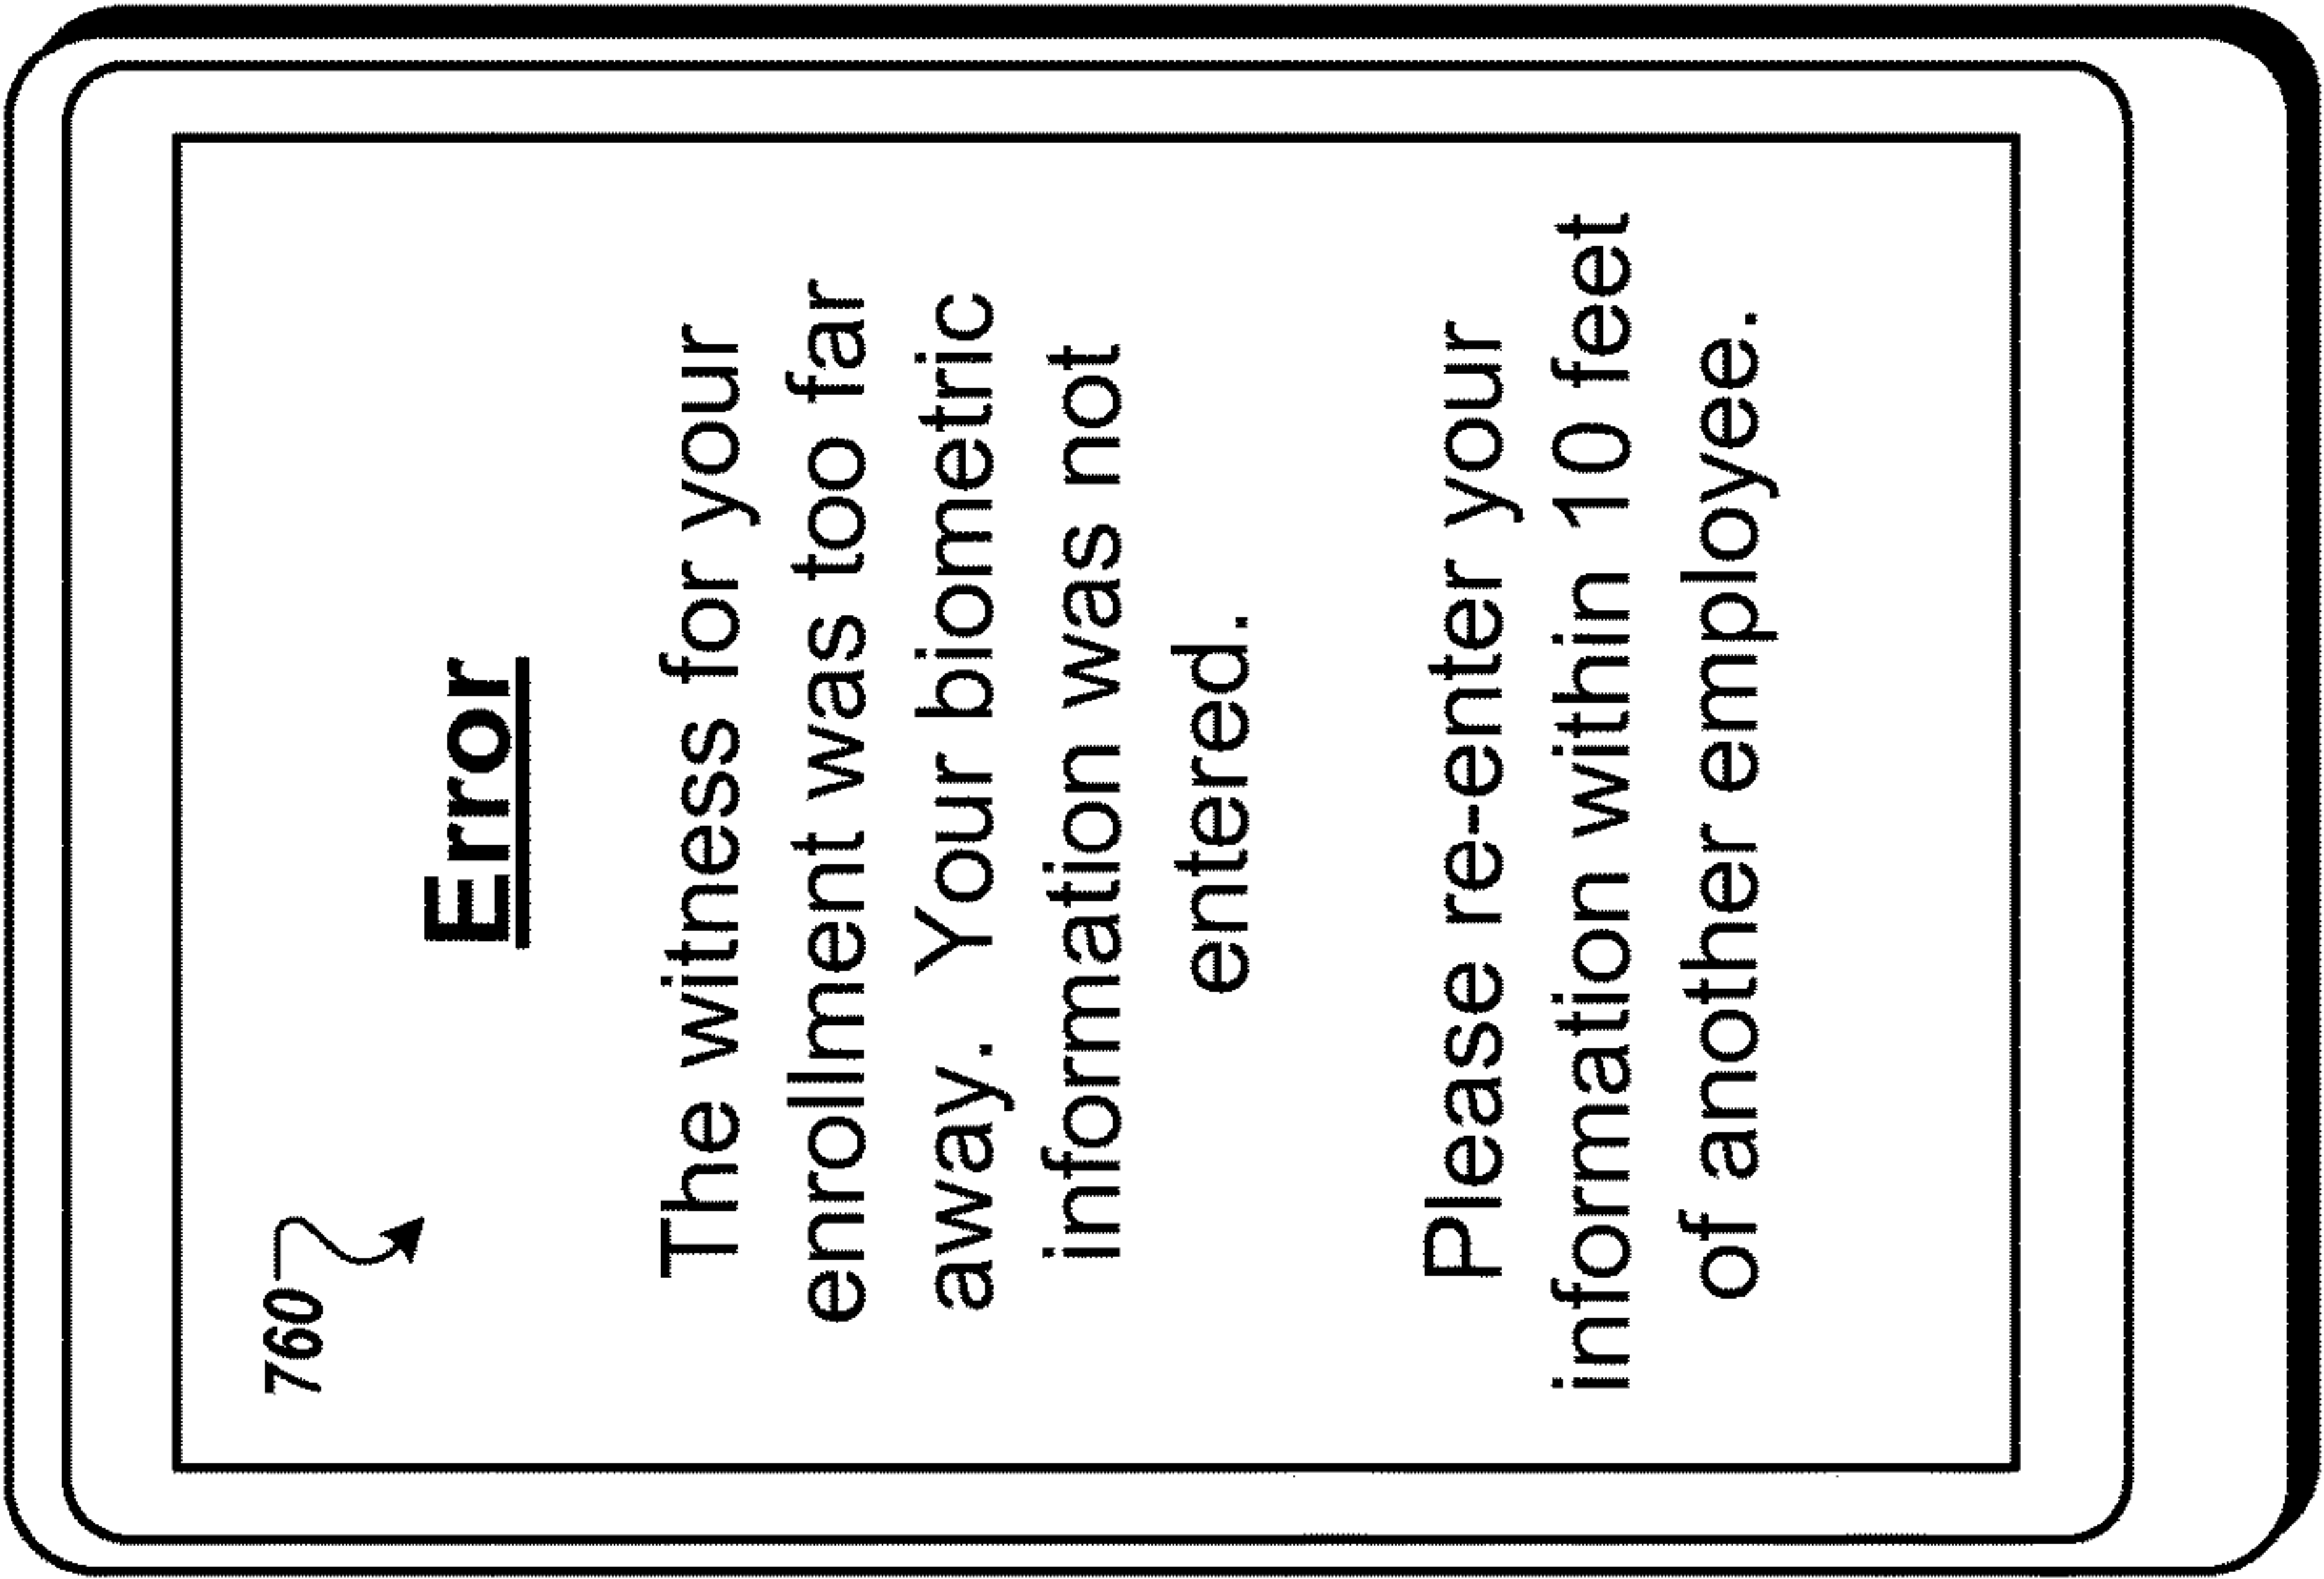 760
Error
The witness for your
enrollment was too far
away. Your biometric
information was not
entered.
Please re-enter your
information within 10 feet
of another employee.